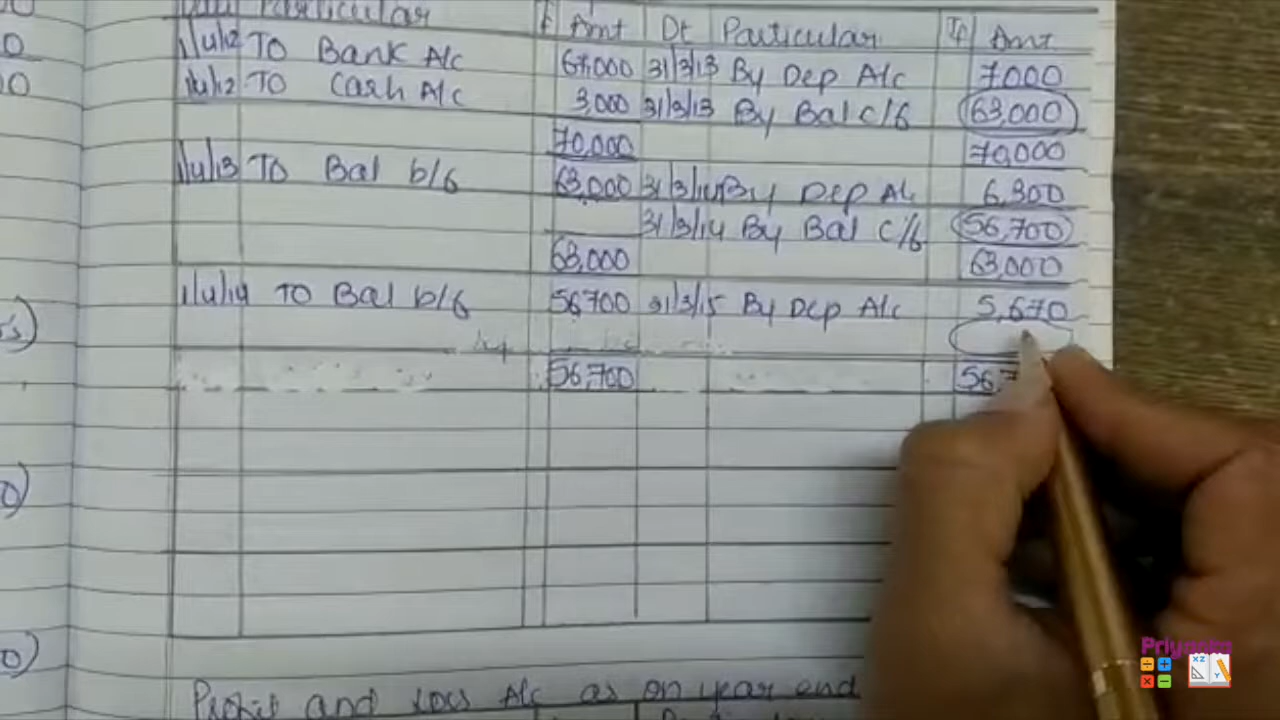 Particular F Amt Dt Particular JF Amt
1/4/12 TO Bank A/c 67,000 31/3/13 By Dep A/c 7000
1/4/12 TO Cash A/c 3,000 31/3/13 By Bal c/b 63,000
70,000 70,000
1/4/13 TO Bal b/b 63,000 31/3/14 By Dep A/c 6,300
31/3/14 By Bal c/b 56,700
63,000 63,000
1/4/14 TO Bal b/b 56700 31/3/15 By Dep A/c 5,670
56,700
Profit and Loss A/c as on year end
Priyanka